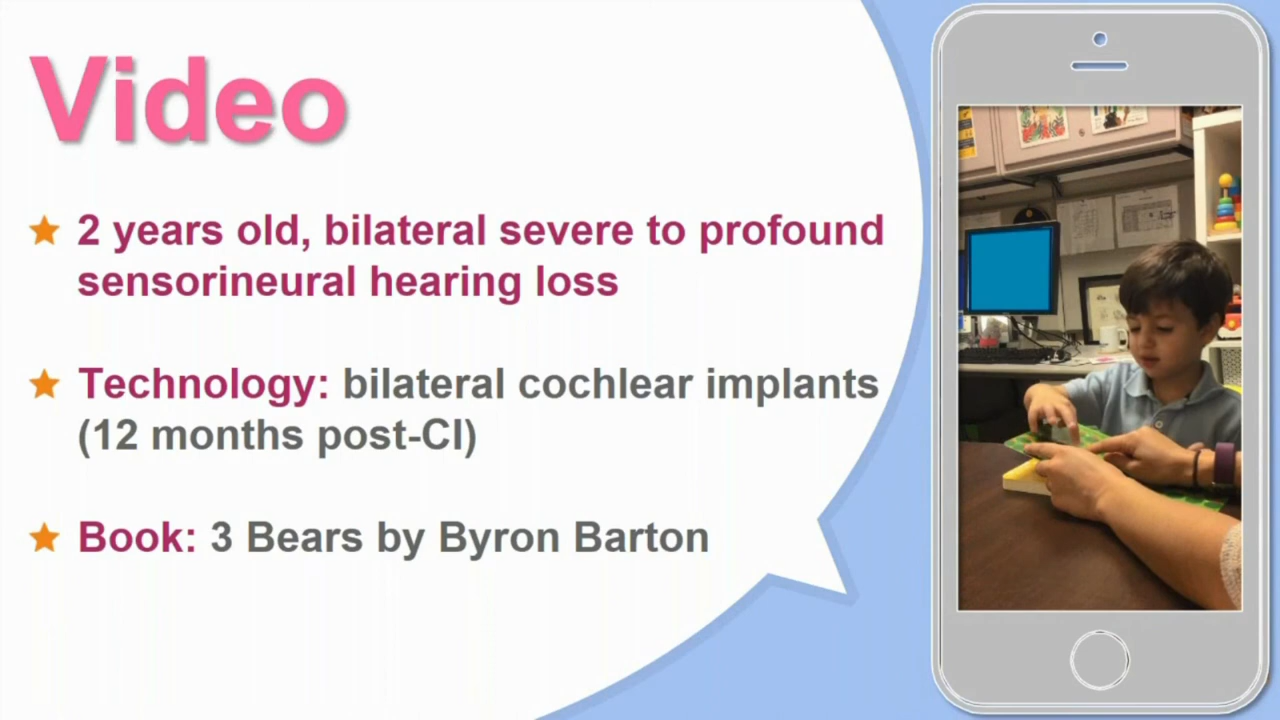 Video
2 years old, bilateral severe to profound
sensorineural hearing loss
Technology: bilateral cochlear implants
(12 months post-CI)
Book: 3 Bears by Byron Barton